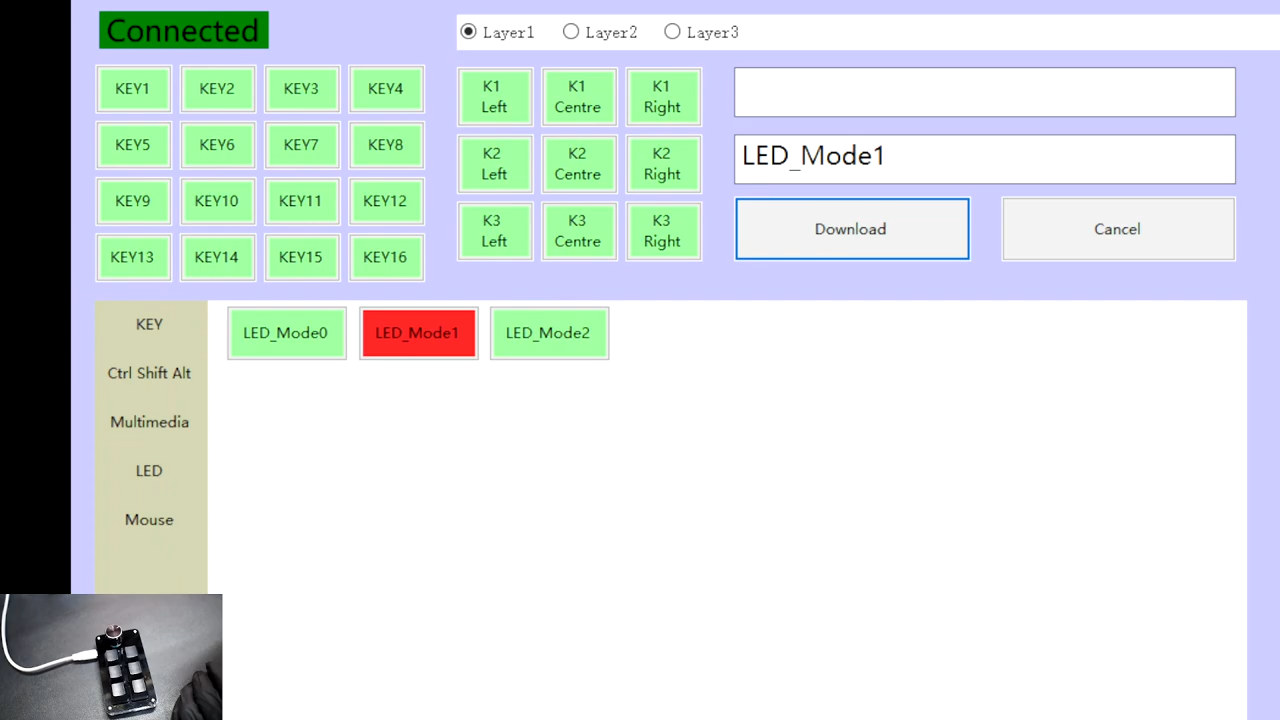 Connected
Layer1 Layer2 Layer3
KEY1 KEY2 KEY3 KEY4
KEY5 KEY6 KEY7 KEY8
KEY9 KEY10 KEY11 KEY12
KEY13 KEY14 KEY15 KEY16
K1 Left
K1 Centre
K1 Right
K2 Left
K2 Centre
K2 Right
K3 Left
K3 Centre
K3 Right
LED_Mode1
Download Cancel
KEY
Ctrl Shift Alt
Multimedia
LED
Mouse
LED_Mode0 LED_Mode1 LED_Mode2